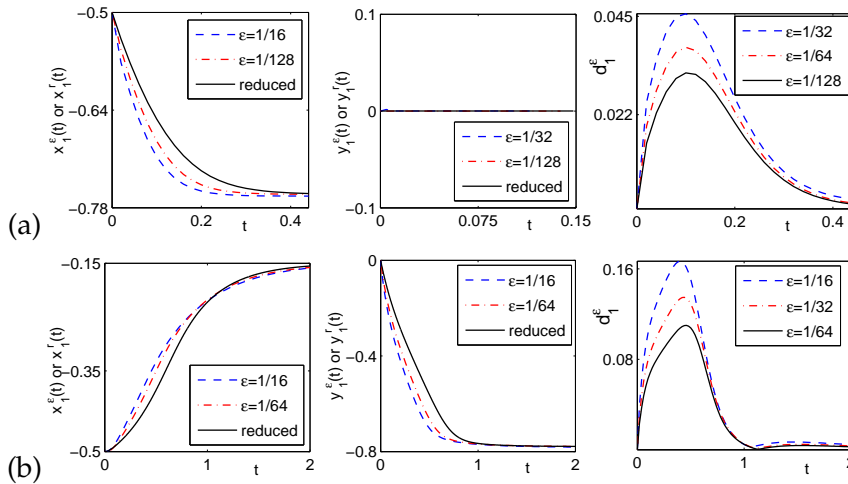 −0.5
−0.64
−0.78
0
0.2
0.4
t
x₁^ε(t) or x₁^r(t)
ε=1/16
ε=1/128
reduced
0.1
0
−0.1
0
0.075
0.15
t
y₁^ε(t) or y₁^r(t)
ε=1/32
ε=1/128
reduced
0.045
0.022
0
0.2
0.4
t
d₁^ε
ε=1/32
ε=1/64
ε=1/128
(a)
−0.15
−0.35
−0.5
0
1
2
t
x₁^ε(t) or x₁^r(t)
ε=1/16
ε=1/64
reduced
0
−0.4
−0.8
0
1
2
t
y₁^ε(t) or y₁^r(t)
ε=1/16
ε=1/64
reduced
0.16
0.08
0
1
2
t
d₁^ε
ε=1/16
ε=1/32
ε=1/64
(b)